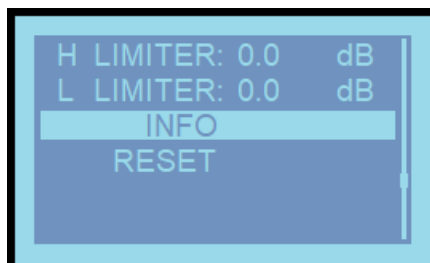 H LIMITER: 0.0 dB
L LIMITER: 0.0 dB
INFO
RESET